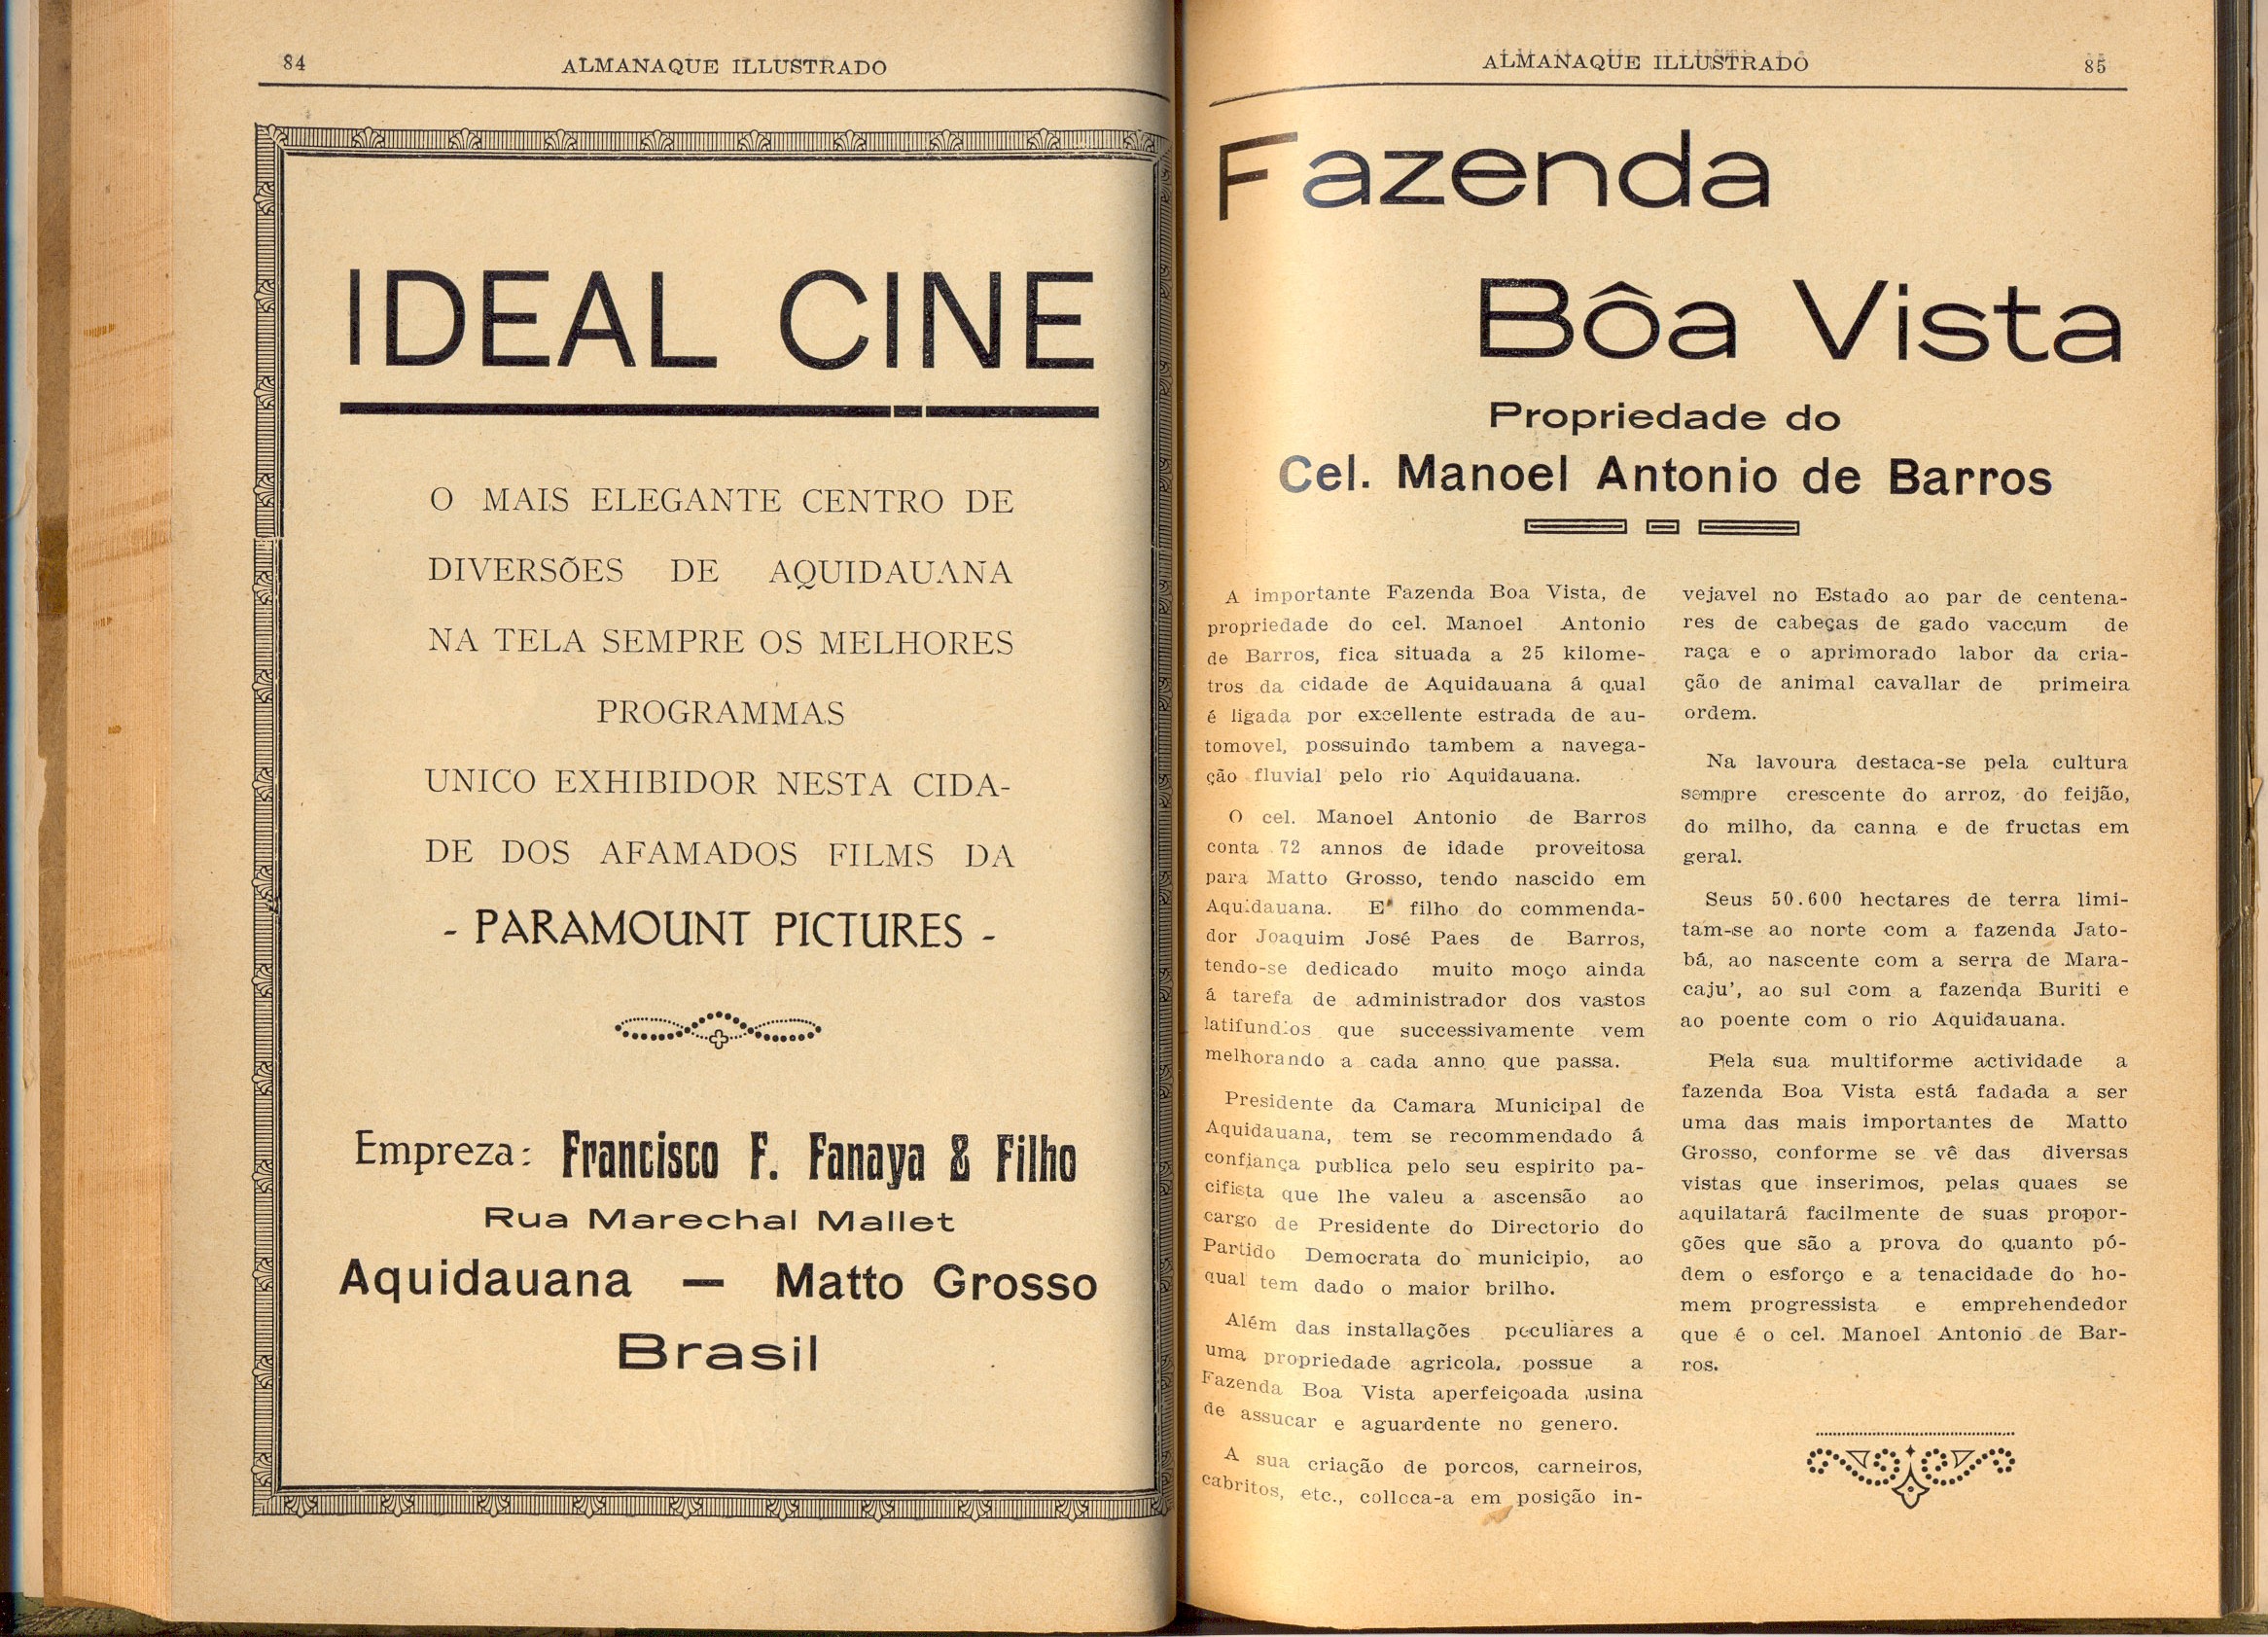 84
ALMANAQUE ILLUSTRADO
IDEAL CINE
O MAIS ELEGANTE CENTRO DE
DIVERSÕES DE AQUIDAUANA
NA TELA SEMPRE OS MELHORES
PROGRAMMAS
UNICO EXHIBIDOR NESTA CIDA-
DE DOS AFAMADOS FILMS DA
- PARAMOUNT PICTURES -
Empreza: Francisco F. Fanaya & Filho
Rua Marechal Mallet
Aquidauana — Matto Grosso
Brasil
ALMANAQUE ILLUSTRADO
85
Fazenda
Bôa Vista
Propriedade do
Cel. Manoel Antonio de Barros
A importante Fazenda Boa Vista, de
propriedade do cel. Manoel Antonio
de Barros, fica situada a 25 kilome-
tros da cidade de Aquidauana á qual
é ligada por excellente estrada de au-
tomovel, possuindo tambem a navega-
ção fluvial pelo rio Aquidauana.
O cel. Manoel Antonio de Barros
conta 72 annos de idade proveitosa
para Matto Grosso, tendo nascido em
Aquidauana. E' filho do commenda-
dor Joaquim José Paes de Barros,
tendo-se dedicado muito moço ainda
á tarefa de administrador dos vastos
latifundios que successivamente vem
melhorando a cada anno que passa.
Presidente da Camara Municipal de
Aquidauana, tem se recommendado á
confiança publica pelo seu espirito pa-
cifista que lhe valeu a ascensão ao
cargo de Presidente do Directorio do
Partido Democrata do municipio, ao
qual tem dado o maior brilho.
Além das installações peculiares a
uma propriedade agricola, possue a
Fazenda Boa Vista aperfeiçoada usina
de assucar e aguardente no genero.
A sua criação de porcos, carneiros,
cabritos, etc., colloca-a em posição in-
vejavel no Estado ao par de centena-
res de cabeças de gado vaccum de
raça e o aprimorado labor da cria-
ção de animal cavallar de primeira
ordem.
Na lavoura destaca-se pela cultura
sempre crescente do arroz, do feijão,
do milho, da canna e de fructas em
geral.
Seus 50.600 hectares de terra limi-
tam-se ao norte com a fazenda Jato-
bá, ao nascente com a serra de Mara-
caju', ao sul com a fazenda Buriti e
ao poente com o rio Aquidauana.
Pela sua multiforme actividade a
fazenda Boa Vista está fadada a ser
uma das mais importantes de Matto
Grosso, conforme se vê das diversas
vistas que inserimos, pelas quaes se
aquilatará facilmente de suas propor-
ções que são a prova do quanto pó-
dem o esforço e a tenacidade do ho-
mem progressista e emprehendedor
que é o cel. Manoel Antonio de Bar-
ros.